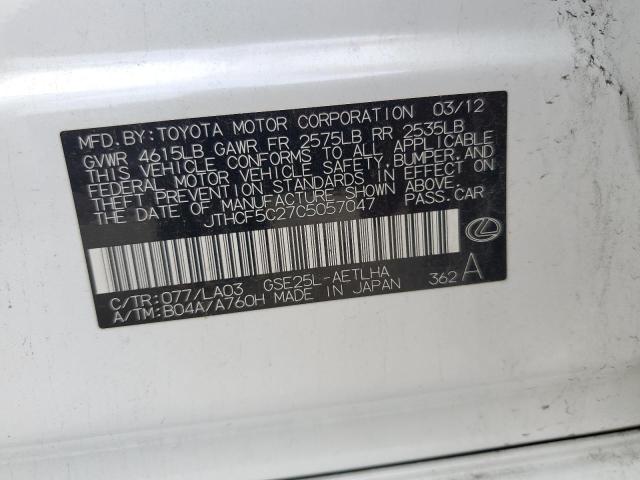 MFD.BY:TOYOTA MOTOR CORPORATION 03/12
GVWR 4615LB GAWR FR 2575LB RR 2535LB
THIS VEHICLE CONFORMS TO ALL APPLICABLE
FEDERAL MOTOR VEHICLE SAFETY,BUMPER,AND
THEFT PREVENTION STANDARDS IN EFFECT ON
THE DATE OF MANUFACTURE SHOWN ABOVE.
JTHCF5C27C5057047 PASS.CAR
C/TR:077/LA03 GSE25L-AETLHA 362 A
A/TM:B04A/A760H MADE IN JAPAN